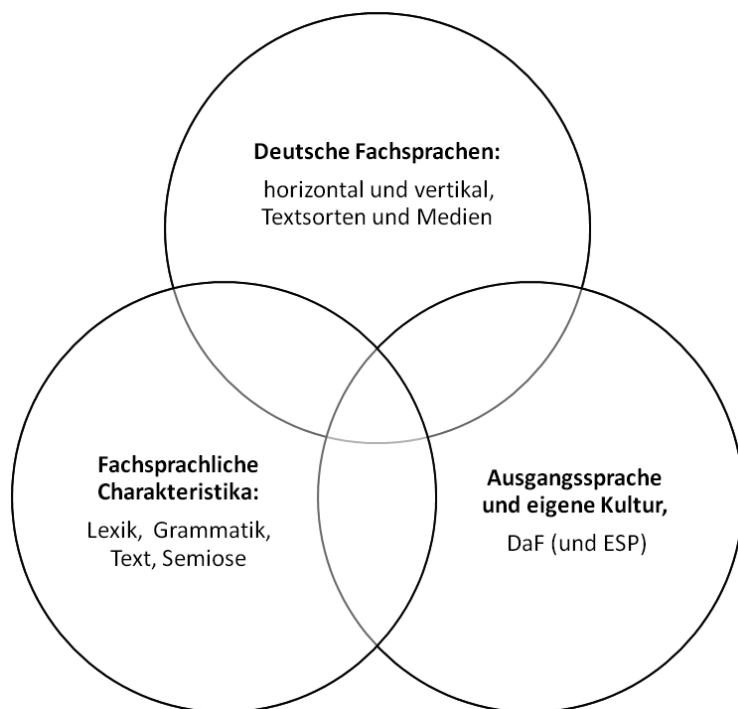 Deutsche Fachsprachen:
horizontal und vertikal,
Textsorten und Medien
Fachsprachliche
Charakteristika:
Lexik, Grammatik,
Text, Semiose
Ausgangssprache
und eigene Kultur,
DaF (und ESP)